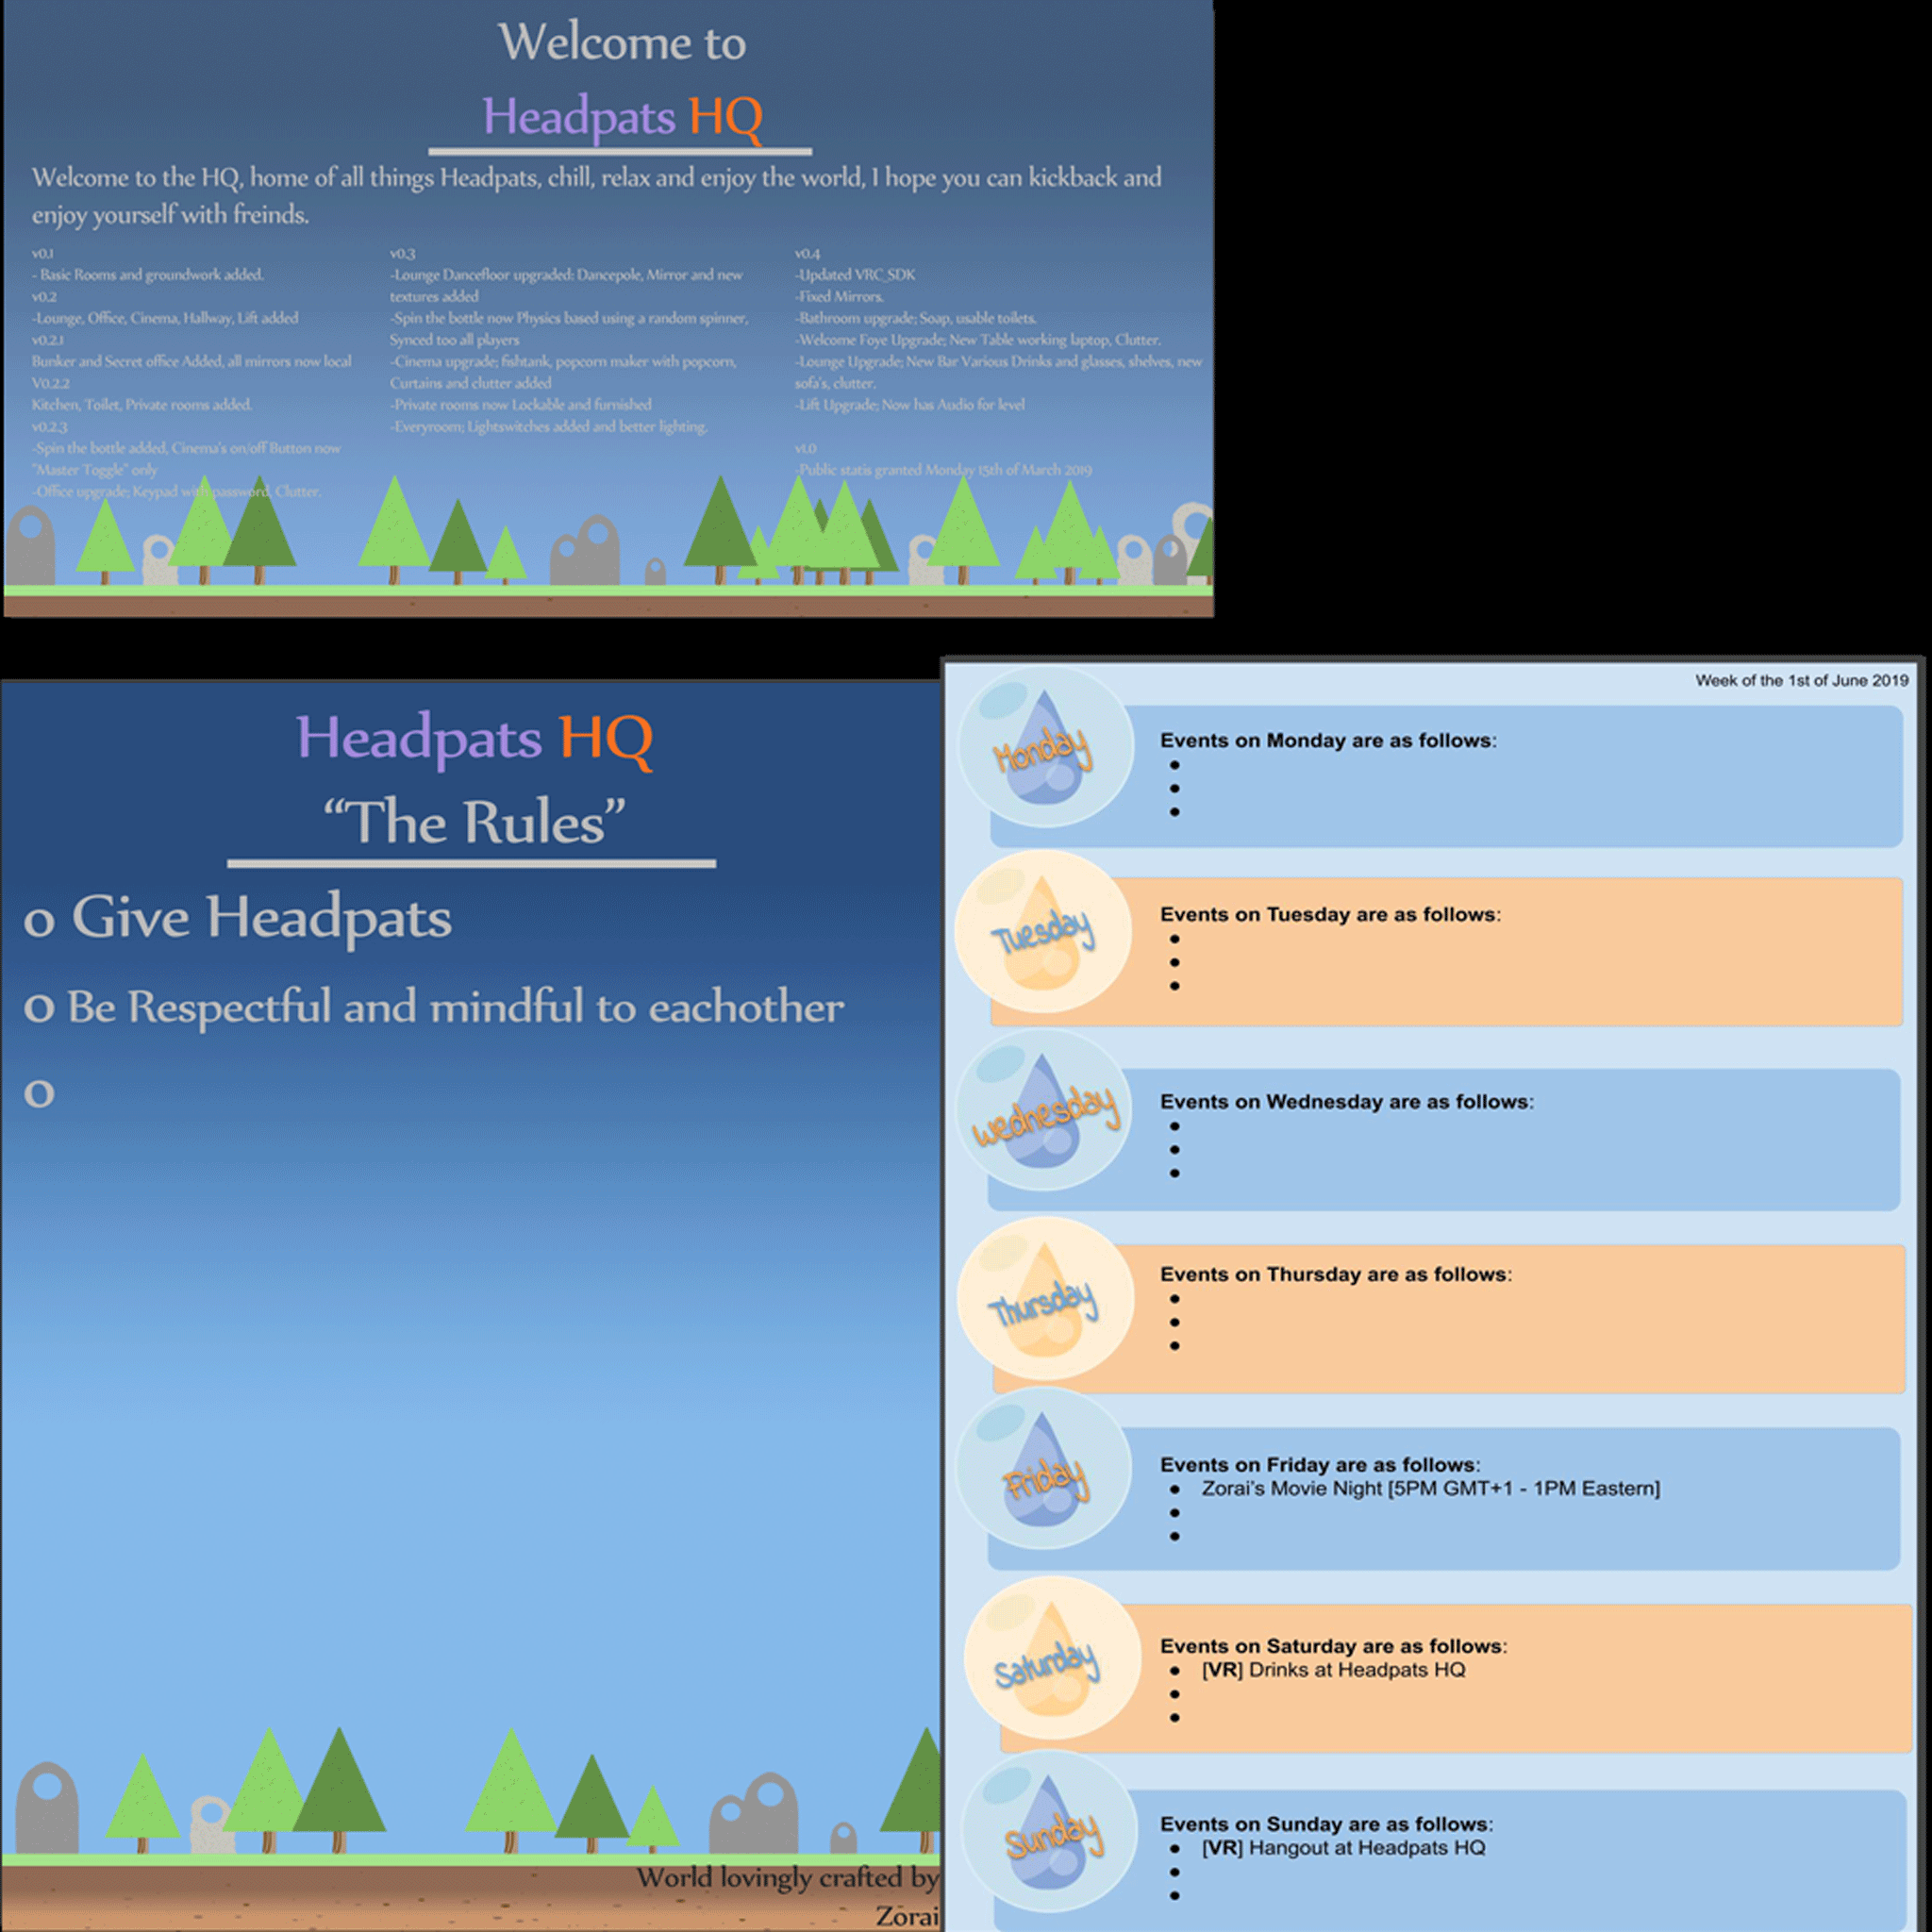 Welcome to
Headpats HQ
Welcome to the HQ, home of all things Headpats, chill, relax and enjoy the world, I hope you can kickback and
enjoy yourself with freinds.
v0.1
- Basic Rooms and groundwork added.
v0.2
-Lounge, Office, Cinema, Hallway, Lift added
v0.2.1
Bunker and Secret office Added, all mirrors now local
V0.2.2
Kitchen, Toilet, Private rooms added.
v0.2.3
-Spin the bottle added, Cinema's on/off Button now
"Master Toggle" only
-Office upgrade; Keypad with password, Clutter.
v0.3
-Lounge Dancefloor upgraded: Dancepole, Mirror and new
textures added
-Spin the bottle now Physics based using a random spinner,
Synced too all players
-Cinema upgrade; fishtank, popcorn maker with popcorn,
Curtains and clutter added
-Private rooms now Lockable and furnished
-Everyroom; Lightswitches added and better lighting.
v0.4
-Updated VRC_SDK
-Fixed Mirrors.
-Bathroom upgrade; Soap, usable toilets.
-Welcome Foye Upgrade; New Table working laptop, Clutter.
-Lounge Upgrade; New Bar Various Drinks and glasses, shelves, new
sofa's, clutter.
-Lift Upgrade; Now has Audio for level
v1.0
-Public statis granted Monday 15th of March 2019
Headpats HQ
“The Rules”
o Give Headpats
o Be Respectful and mindful to eachother
o
World lovingly crafted by
Zorai
Week of the 1st of June 2019
Monday
Events on Monday are as follows:
•
•
•
Tuesday
Events on Tuesday are as follows:
•
•
•
Wednesday
Events on Wednesday are as follows:
•
•
•
Thursday
Events on Thursday are as follows:
•
•
•
Friday
Events on Friday are as follows:
• Zorai's Movie Night [5PM GMT+1 - 1PM Eastern]
•
•
Saturday
Events on Saturday are as follows:
• [VR] Drinks at Headpats HQ
•
•
Sunday
Events on Sunday are as follows:
• [VR] Hangout at Headpats HQ
•
•